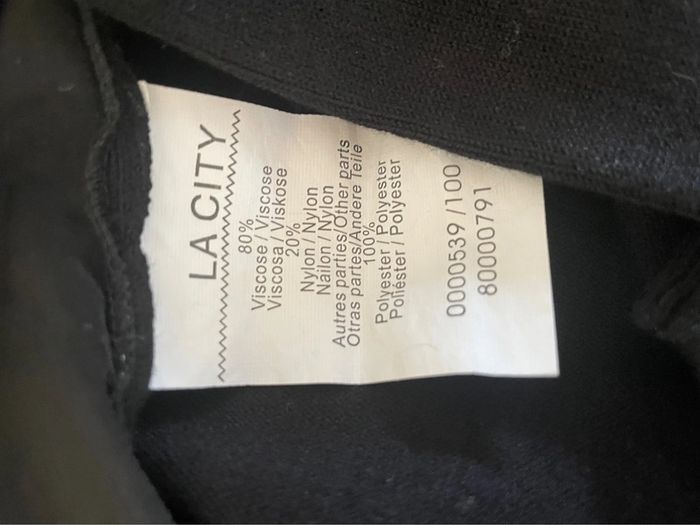 LA CITY
80%
Viscose / Viscose
Viscosa / Viskose
20%
Nylon / Nylon
Nailon / Nylon
Autres parties/Other parts
Otras partes/Andere Teile
100%
Polyester / Polyester
Poliéster / Polyester
0000539 /100
80000791